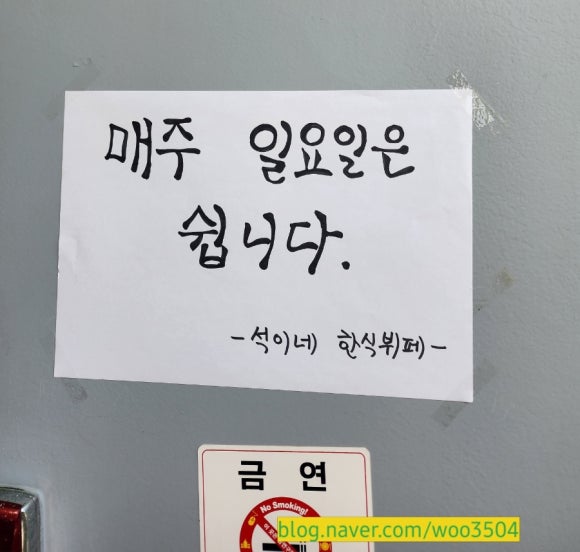 매주 일요일은
쉽니다.
- 석이네 한식뷔페 -
금 연
No Smoking!
blog.naver.com/woo3504